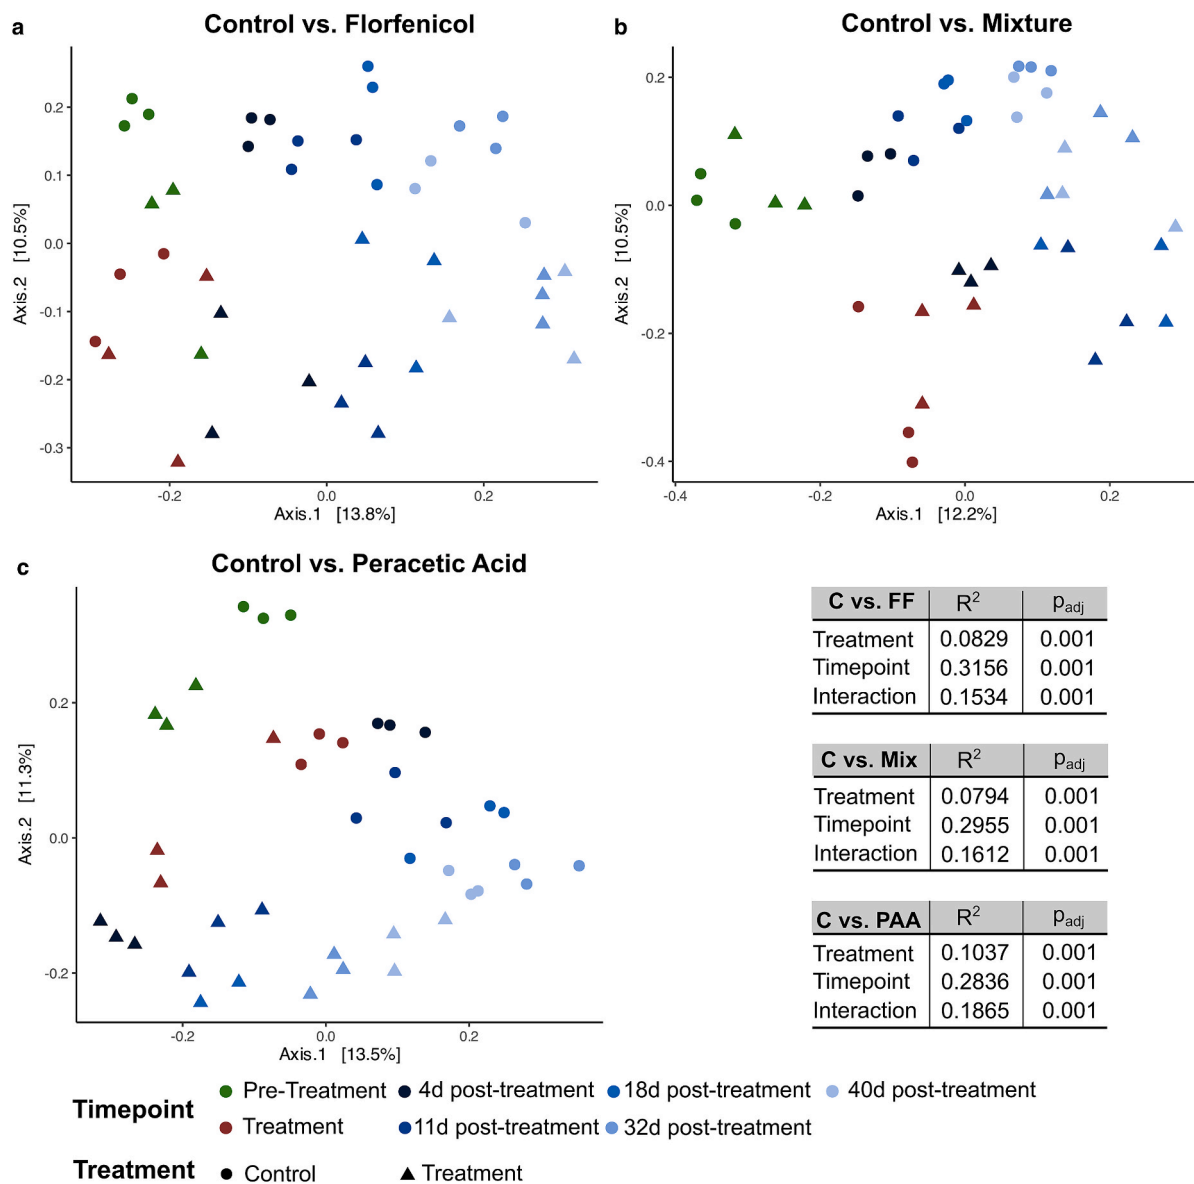 a
Control vs. Florfenicol
0.2
0.1
0.0
-0.1
-0.2
-0.3
Axis.2 [10.5%]
-0.2 0.0 0.2
Axis.1 [13.8%]
b
Control vs. Mixture
0.2
0.0
-0.2
-0.4
Axis.2 [10.5%]
-0.4 -0.2 0.0 0.2
Axis.1 [12.2%]
c
Control vs. Peracetic Acid
0.2
0.0
-0.2
Axis.2 [11.3%]
-0.2 0.0 0.2
Axis.1 [13.5%]
C vs. FF R² p_adj
Treatment 0.0829 0.001
Timepoint 0.3156 0.001
Interaction 0.1534 0.001
C vs. Mix R² p_adj
Treatment 0.0794 0.001
Timepoint 0.2955 0.001
Interaction 0.1612 0.001
C vs. PAA R² p_adj
Treatment 0.1037 0.001
Timepoint 0.2836 0.001
Interaction 0.1865 0.001
Timepoint
Pre-Treatment 4d post-treatment 18d post-treatment 40d post-treatment
Treatment 11d post-treatment 32d post-treatment
Treatment Control Treatment